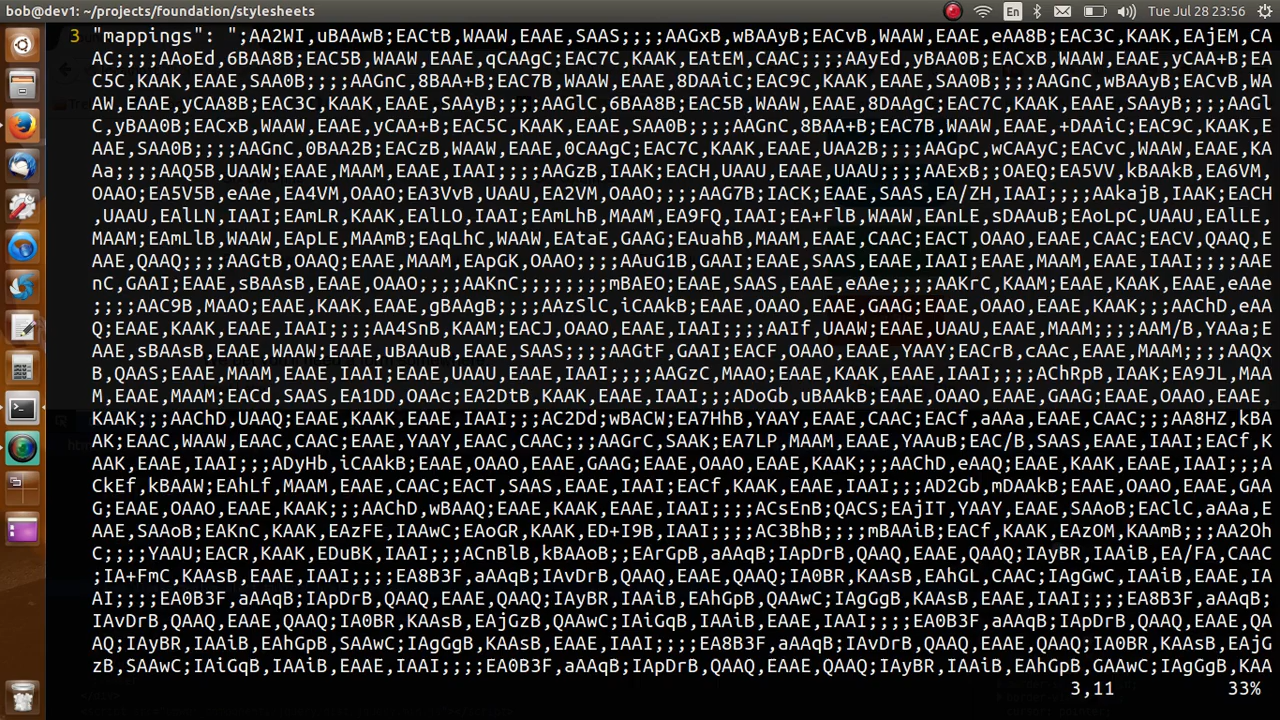 bob@dev1: ~/projects/foundation/stylesheets
En
Tue Jul 28 23:56
3 "mappings": ";AA2WI,uBAAwB;EACtB,WAAW,EAAE,SAAS;;;;AAGxB,wBAAyB;EACvB,WAAW,EAAE,eAA8B;EAC3C,KAAK,EAjEM,CA
AC;;;;AAoEd,6BAA8B;EAC5B,WAAW,EAAE,qCAAgC;EAC7C,KAAK,EAtEM,CAAC;;;;AAyEd,yBAA0B;EACxB,WAAW,EAAE,yCAA+B;EA
C5C,KAAK,EAAE,SAA0B;;;;AAGnC,8BAA+B;EAC7B,WAAW,EAAE,8DAAiC;EAC9C,KAAK,EAAE,SAA0B;;;;AAGnC,wBAAyB;EACvB,WA
AW,EAAE,yCAA8B;EAC3C,KAAK,EAAE,SAAyB;;;;AAGlC,6BAA8B;EAC5B,WAAW,EAAE,8DAAgC;EAC7C,KAAK,EAAE,SAAyB;;;;AAGl
C,yBAA0B;EACxB,WAAW,EAAE,yCAA+B;EAC5C,KAAK,EAAE,SAA0B;;;;AAGnC,8BAA+B;EAC7B,WAAW,EAAE,+DAAiC;EAC9C,KAAK,E
AAE,SAA0B;;;;AAGnC,0BAA2B;EACzB,WAAW,EAAE,0CAAgC;EAC7C,KAAK,EAAE,UAA2B;;;;AAGpC,wCAAyC;EACvC,WAAW,EAAE,KA
Aa;;;;AAQ5B,UAAW;EAAE,MAAM,EAAE,IAAI;;;;AAGzB,IAAK;EACH,UAAU,EAAE,UAAU;;;;AAExB;;OAEQ;EA5VV,kBAAkB,EA6VM,
OAAO;EA5V5B,eAAe,EA4VM,OAAO;EA3VvB,UAAU,EA2VM,OAAO;;;;AAG7B,IACK;EAAE,SAAS,EA/ZH,IAAI;;;;AAkajB,IAAK;EACH
,UAAU,EAlLN,IAAI;EAmLR,KAAK,EAlLO,IAAI;EAmLhB,MAAM,EA9FQ,IAAI;EA+FlB,WAAW,EAnLE,sDAAuB;EAoLpC,UAAU,EAlLE,
MAAM;EAmLlB,WAAW,EApLE,MAAmB;EAqLhC,WAAW,EAtaE,GAAG;EAuahB,MAAM,EAAE,CAAC;EACT,OAAO,EAAE,CAAC;EACV,QAAQ,E
AAE,QAAQ;;;;AAGtB,OAAQ;EAAE,MAAM,EApGK,OAAO;;;;AAuG1B,GAAI;EAAE,SAAS,EAAE,IAAI;EAAE,MAAM,EAAE,IAAI;;;;AAE
nC,GAAI;EAAE,sBAAsB,EAAE,OAAO;;;;AAKnC;;;;;;;;mBAEO;EAAE,SAAS,EAAE,eAAe;;;;AAKrC,KAAM;EAAE,KAAK,EAAE,eAAe
;;;;AAC9B,MAAO;EAAE,KAAK,EAAE,gBAAgB;;;;AAzSlC,iCAAkB;EAAE,OAAO,EAAE,GAAG;EAAE,OAAO,EAAE,KAAK;;;;AAChD,eAA
Q;EAAE,KAAK,EAAE,IAAI;;;;AA4SnB,KAAM;EACJ,OAAO,EAAE,IAAI;;;;AAIf,UAAW;EAAE,UAAU,EAAE,MAAM;;;;AAM/B,YAAa;E
AAE,sBAAsB,EAAE,WAAW;EAAE,uBAAuB,EAAE,SAAS;;;;AAGtF,GAAI;EACF,OAAO,EAAE,YAAY;EACrB,cAAc,EAAE,MAAM;;;;AAQx
B,QAAS;EAAE,MAAM,EAAE,IAAI;EAAE,UAAU,EAAE,IAAI;;;;AAGzC,MAAO;EAAE,KAAK,EAAE,IAAI;;;;AChRpB,IAAK;EA9JL,MAAM
M,EAAE,MAAM;EACd,SAAS,EA1DD,OAAc;EA2DtB,KAAK,EAAE,IAAI;;;;ADoGb,uBAAkB;EAAE,OAAO,EAAE,GAAG;EAAE,OAAO,EAAE,
KAAK;;;;AAChD,UAAQ;EAAE,KAAK,EAAE,IAAI;;;;AC2Dd;wBACW;EA7HhB,YAAY,EAAE,CAAC;EACf,aAAa,EAAE,CAAC;;;;AA8HZ,kBA
AK;EAAC,WAAW,EAAC,CAAC;EAAE,YAAY,EAAC,CAAC;;;;AAGrC,SAAK;EA7LP,MAAM,EAAE,YAAuB;EAC/B,SAAS,EAAE,IAAI;EACf,K
AAK,EAAE,IAAI;;;;ADyHb,iCAAkB;EAAE,OAAO,EAAE,GAAG;EAAE,OAAO,EAAE,KAAK;;;;AAChD,eAAQ;EAAE,KAAK,EAAE,IAAI;;;;A
CkEf,kBAAW;EAhLf,MAAM,EAAE,CAAC;EACT,SAAS,EAAE,IAAI;EACf,KAAK,EAAE,IAAI;;;;AD2Gb,mDAAkB;EAAE,OAAO,EAAE,GAA
G;EAAE,OAAO,EAAE,KAAK;;;;AAChD,wBAAQ;EAAE,KAAK,EAAE,IAAI;;;;ACsEnB;QACS;EAjIT,YAAY,EAAE,SAAoB;EAClC,aAAa,E
AAE,SAAoB;EAKnC,KAAK,EAzFE,IAAwC;EAoGR,KAAK,ED+I9B,IAAI;;;;AC3BhB;;;;mBAAiB;EACf,KAAK,EAzOM,KAAmB;;;;AA2Oh
C;;;;YAAU;EACR,KAAK,EDuBK,IAAI;;;;ACnBlB,kBAAoB;;EArGpB,aAAqB;IApDrB,QAAQ,EAAE,QAAQ;IAyBR,IAAiB,EA/FA,CAAC
;IA+FmC,KAAsB,EAAE,IAAI;;;;EA8B3F,aAAqB;IAvDrB,QAAQ,EAAE,QAAQ;IA0BR,KAAsB,EAhGL,CAAC;IAgGwC,IAAiB,EAAE,I
AI;;;;EA0B3F,aAAqB;IApDrB,QAAQ,EAAE,QAAQ;IAyBR,IAAiB,EAhGpB,QAAwC;IAgGgB,KAAsB,EAAE,IAAI;;;;EA8B3F,aAAqB;
IAvDrB,QAAQ,EAAE,QAAQ;IA0BR,KAAsB,EAjGzB,QAAwC;IAiGqB,IAAiB,EAAE,IAAI;;;;EA0B3F,aAAqB;IApDrB,QAAQ,EAAE,QA
AQ;IAyBR,IAAiB,EAhGpB,SAAwC;IAgGgB,KAAsB,EAAE,IAAI;;;;EA8B3F,aAAqB;IAvDrB,QAAQ,EAAE,QAAQ;IA0BR,KAAsB,EAjG
zB,SAAwC;IAiGqB,IAAiB,EAAE,IAAI;;;;EA0B3F,aAAqB;IApDrB,QAAQ,EAAE,QAAQ;IAyBR,IAAiB,EAhGpB,GAAwC;IAgGgB,KAA
3,11 33%